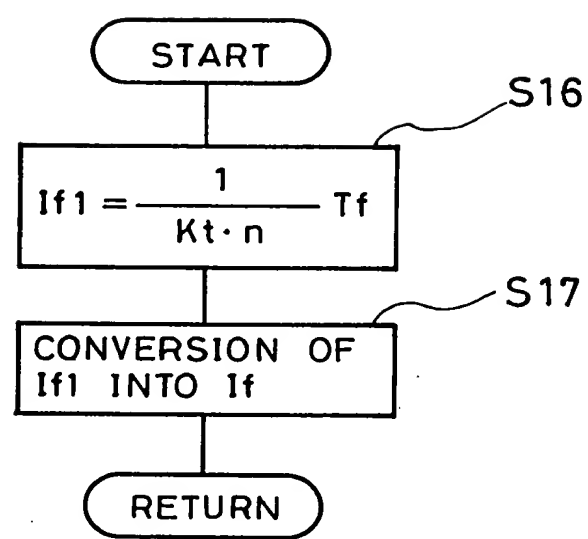 START
S16
If1 = 1 / Kt·n Tf
S17
CONVERSION OF
If1 INTO If
RETURN